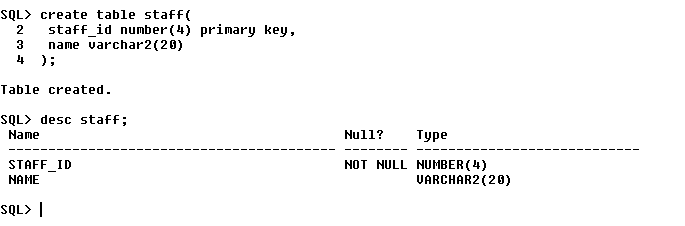 SQL> create table staff(
  2   staff_id number(4) primary key,
  3   name varchar2(20)
  4  );
Table created.
SQL> desc staff;
 Name                                      Null?    Type
 ----------------------------------------- -------- ----------------------------
 STAFF_ID                                  NOT NULL NUMBER(4)
 NAME                                               VARCHAR2(20)
SQL>